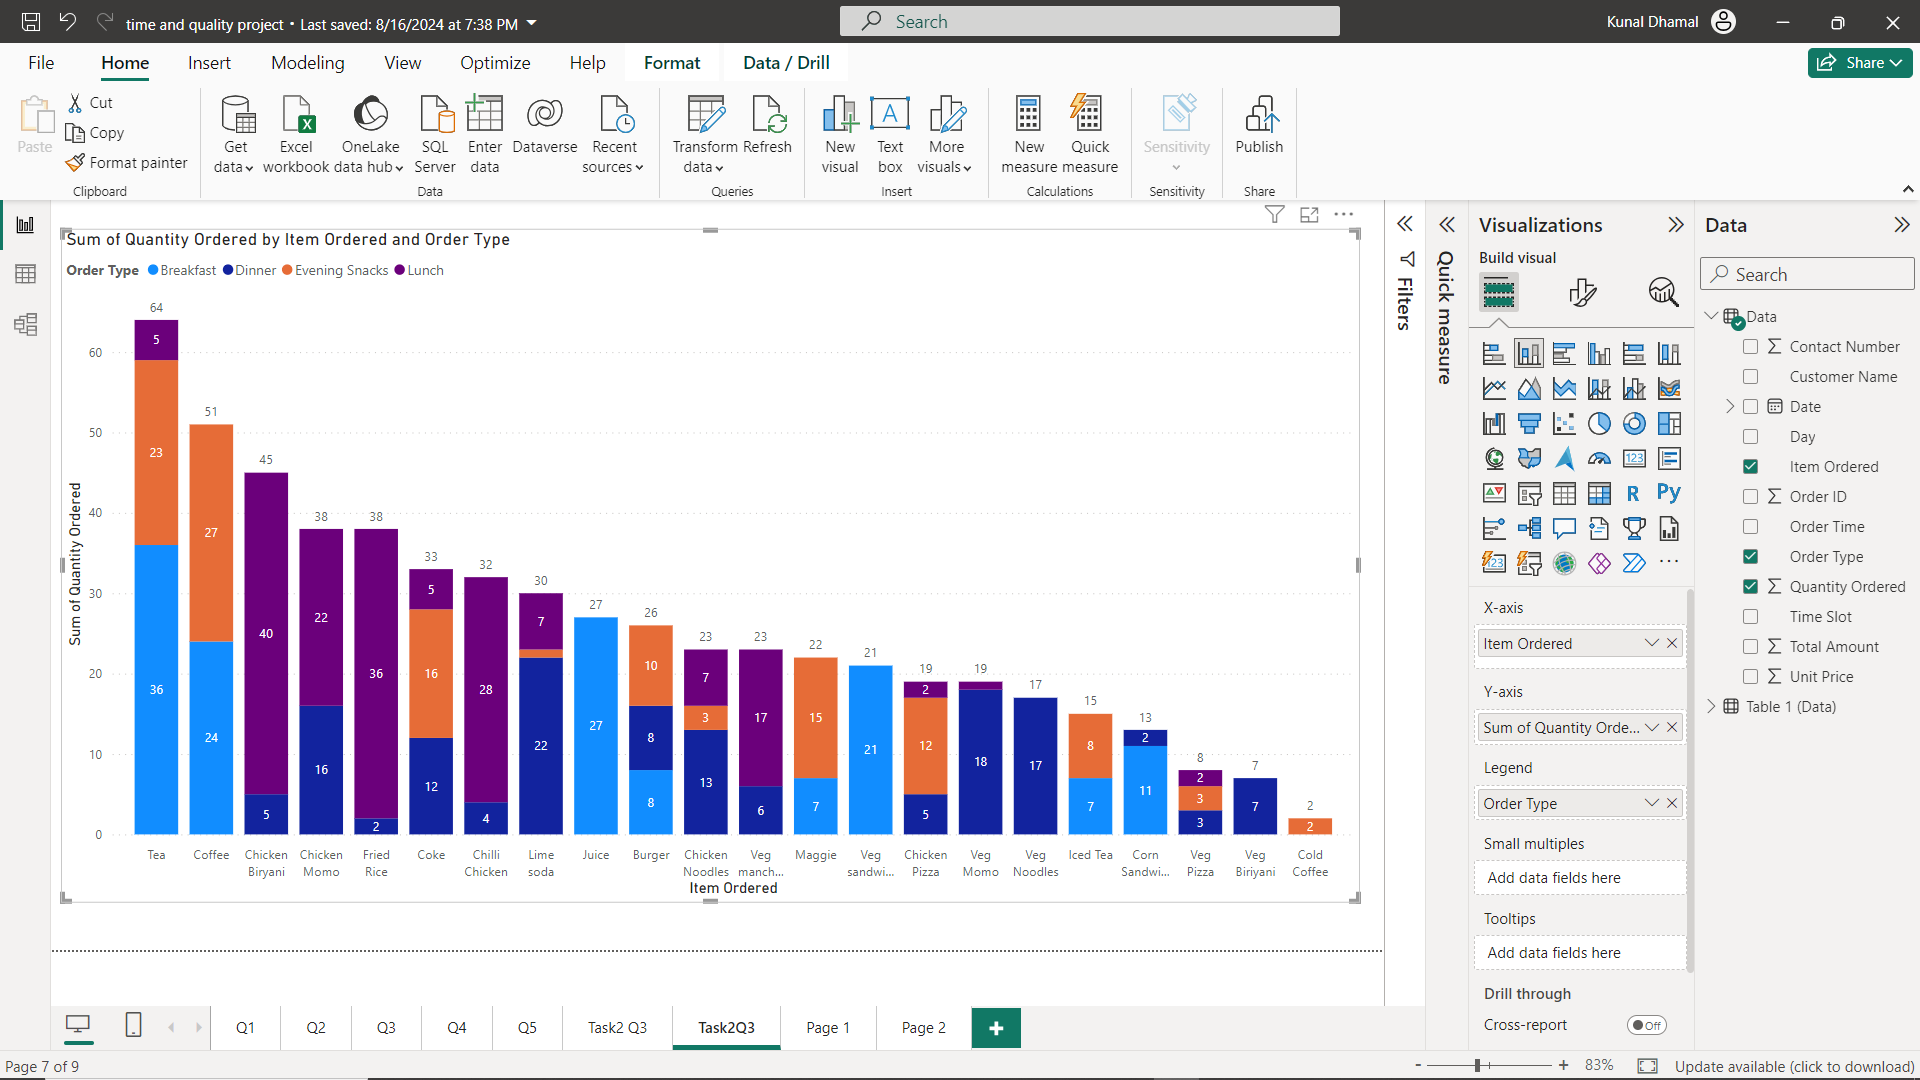 time and quality project • Last saved: 8/16/2024 at 7:38 PM
Search
Kunal Dhamal
File
Home
Insert
Modeling
View
Optimize
Help
Format
Data / Drill
Share
Paste
Cut
Copy
Format painter
Clipboard
Get data
Excel workbook
OneLake data hub
SQL Server
Enter data
Dataverse
Recent sources
Data
Transform data
Refresh
Queries
New visual
Text box
More visuals
Insert
New measure
Quick measure
Calculations
Sensitivity
Sensitivity
Publish
Share
Sum of Quantity Ordered by Item Ordered and Order Type
Order Type Breakfast Dinner Evening Snacks Lunch
Sum of Quantity Ordered
60
50
40
30
20
10
0
64
5
23
36
51
27
24
45
40
5
38
22
16
38
36
2
33
5
16
12
32
28
4
30
7
22
27
27
26
10
8
8
23
7
3
13
23
17
6
22
15
7
21
21
19
2
12
5
19
18
17
17
15
8
7
13
2
11
8
2
3
3
7
7
2
2
Tea
Coffee
Chicken Biryani
Chicken Momo
Fried Rice
Coke
Chilli Chicken
Lime soda
Juice
Burger
Chicken Noodles
Veg manch...
Maggie
Veg sandwi...
Chicken Pizza
Veg Momo
Veg Noodles
Iced Tea
Corn Sandwi...
Veg Pizza
Veg Biriyani
Cold Coffee
Item Ordered
Filters
Quick measure
Visualizations
Build visual
123
R
Py
123
X-axis
Item Ordered
Y-axis
Sum of Quantity Orde...
Legend
Order Type
Small multiples
Add data fields here
Tooltips
Add data fields here
Drill through
Cross-report
Off
Data
Search
Data
Contact Number
Customer Name
Date
Day
Item Ordered
Order ID
Order Time
Order Type
Quantity Ordered
Time Slot
Total Amount
Unit Price
Table 1 (Data)
Q1
Q2
Q3
Q4
Q5
Task2 Q3
Task2Q3
Page 1
Page 2
Page 7 of 9
83%
Update available (click to download)